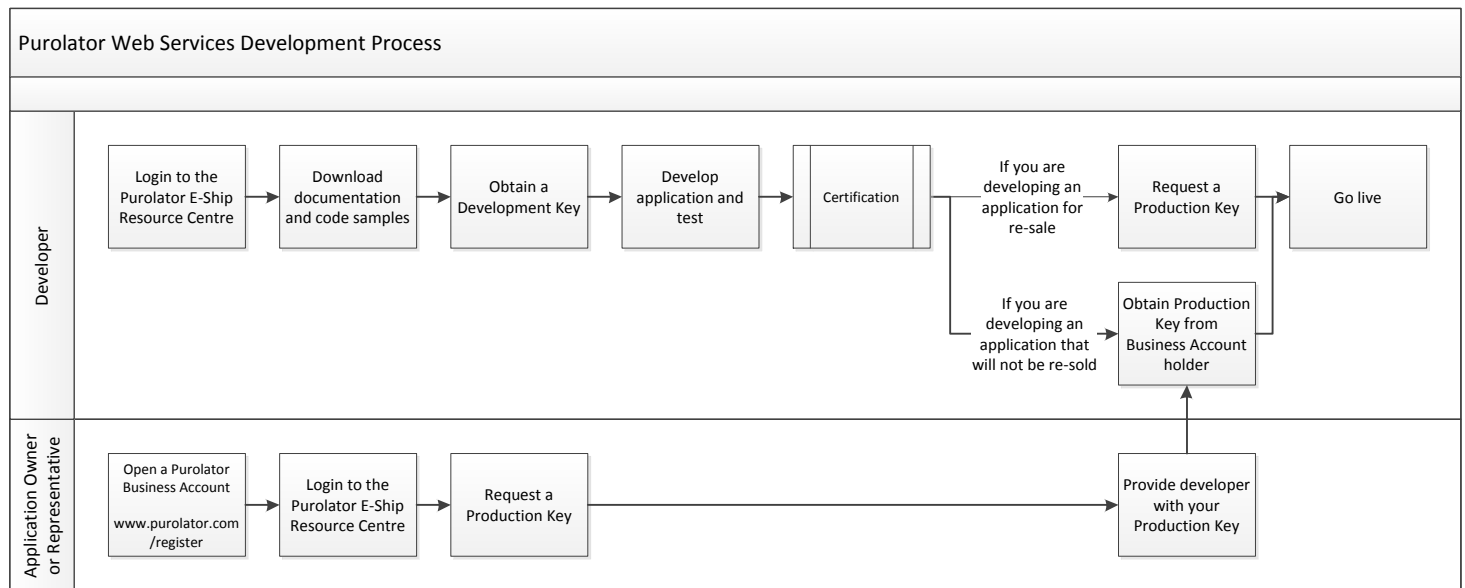 Purolator Web Services Development Process
Developer
Login to the
Purolator E-Ship
Resource Centre
Download
documentation
and code samples
Obtain a
Development Key
Develop
application and
test
Certification
If you are
developing an
application for
re-sale
Request a
Production Key
Go live
If you are
developing an
application that
will not be re-sold
Obtain Production
Key from
Business Account
holder
Application Owner
or Representative
Open a Purolator
Business Account
www.purolator.com
/register
Login to the
Purolator E-Ship
Resource Centre
Request a
Production Key
Provide developer
with your
Production Key